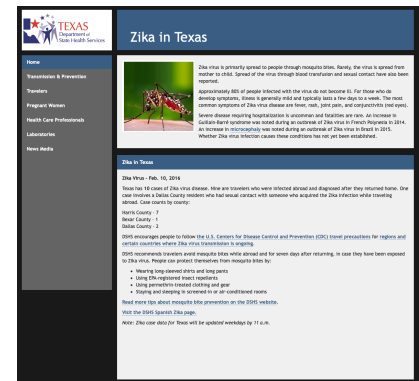 TEXAS
Department of
State Health Services
Zika in Texas
Home
Transmission & Prevention
Travelers
Pregnant Women
Health Care Professionals
Laboratories
News Media
Zika virus is primarily spread to people through mosquito bites. Rarely, the virus is spread from
mother to child. Spread of the virus through blood transfusion and sexual contact have also been
reported.
Approximately 80% of people infected with the virus do not become ill. For those who do
develop symptoms, illness is generally mild and typically lasts a few days to a week. The most
common symptoms of Zika virus disease are fever, rash, joint pain, and conjunctivitis (red eyes).
Severe disease requiring hospitalization is uncommon and fatalities are rare. An increase in
Guillain-Barré syndrome was noted during an outbreak of Zika virus in French Polynesia in 2014.
An increase in microcephaly was noted during an outbreak of Zika virus in Brazil in 2015.
Whether Zika virus infection causes these conditions has not yet been established.
Zika in Texas
Zika Virus - Feb. 10, 2016
Texas has 10 cases of Zika virus disease. Nine are travelers who were infected abroad and diagnosed after they returned home. One
case involves a Dallas County resident who had sexual contact with someone who acquired the Zika infection while traveling
abroad. Case counts by county:
Harris County - 7
Bexar County - 1
Dallas County - 2
DSHS encourages people to follow the U.S. Centers for Disease Control and Prevention (CDC) travel precautions for regions and
certain countries where Zika virus transmission is ongoing.
DSHS recommends travelers avoid mosquito bites while abroad and for seven days after returning, in case they have been exposed
to Zika virus. People can protect themselves from mosquito bites by:
• Wearing long-sleeved shirts and long pants
• Using EPA-registered insect repellents
• Using permethrin-treated clothing and gear
• Staying and sleeping in screened-in or air-conditioned rooms
Read more tips about mosquito bite prevention on the DSHS website.
Visit the DSHS Spanish Zika page.
Note: Zika case data for Texas will be updated weekdays by 11 a.m.